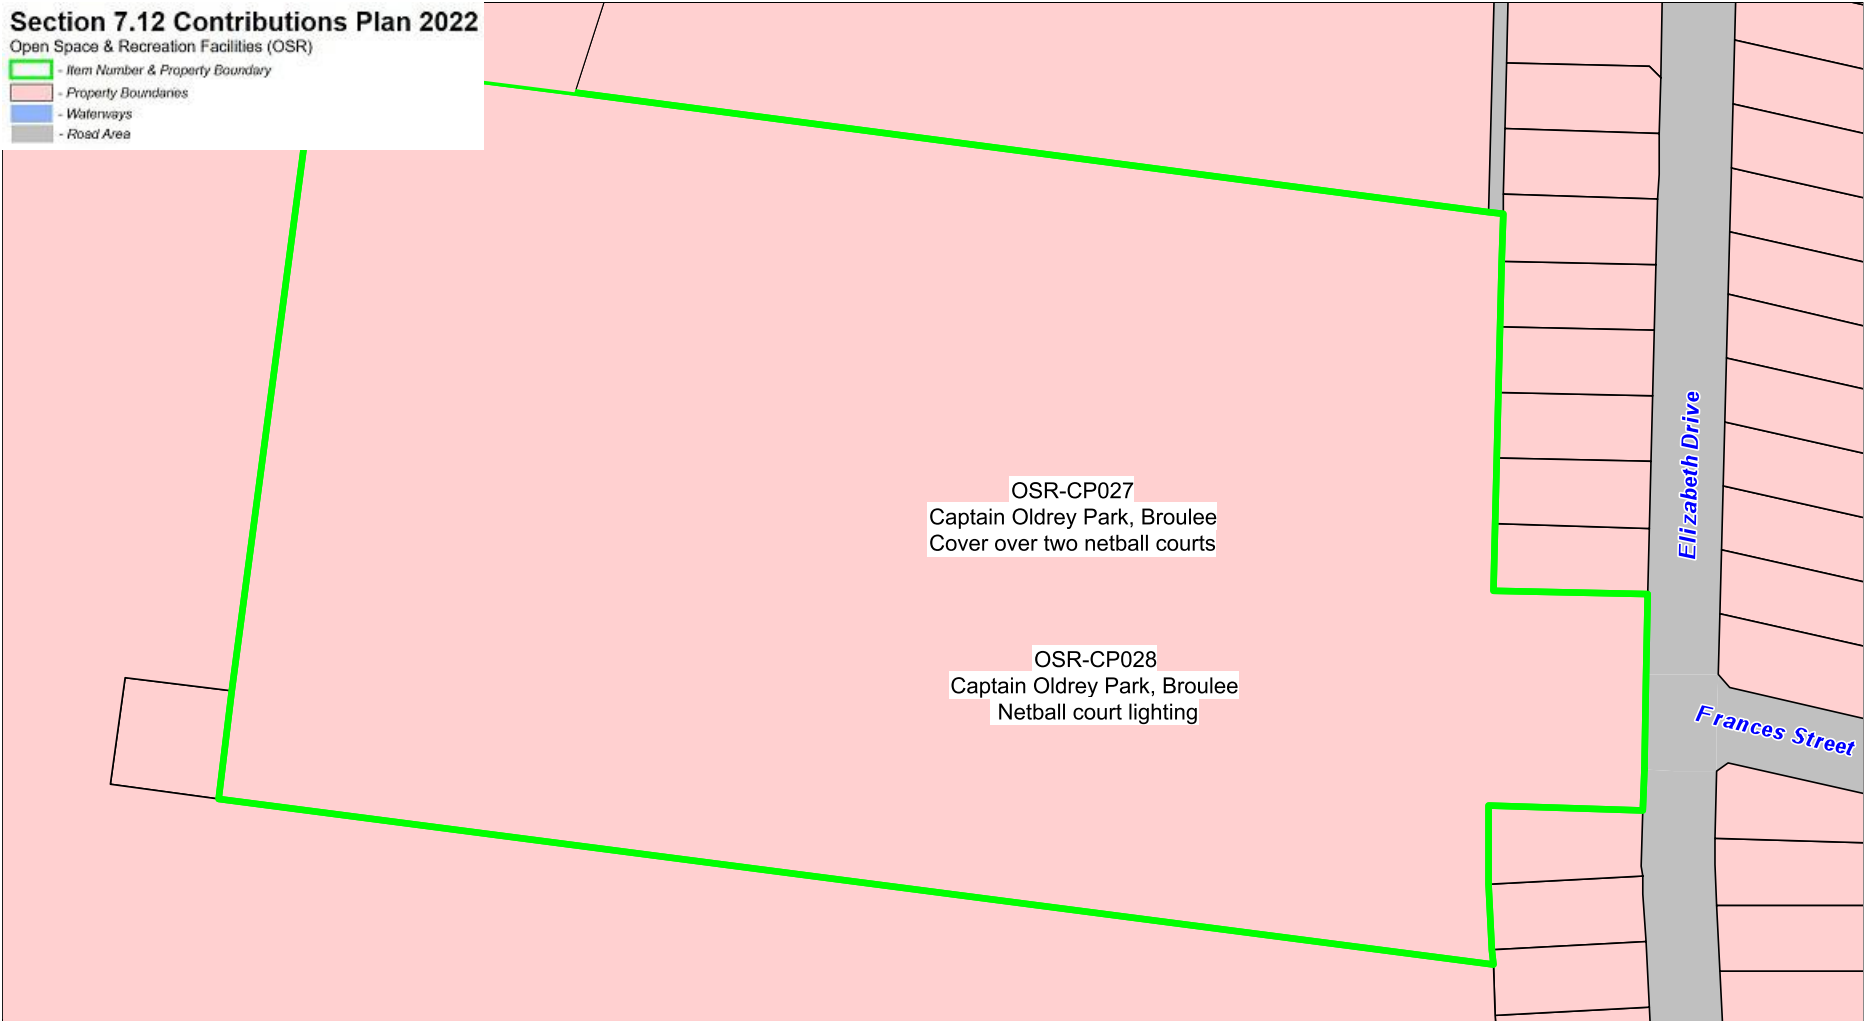 Section 7.12 Contributions Plan 2022
Open Space & Recreation Facilities (OSR)
- Item Number & Property Boundary
- Property Boundaries
- Waterways
- Road Area
OSR-CP027
Captain Oldrey Park, Broulee
Cover over two netball courts
OSR-CP028
Captain Oldrey Park, Broulee
Netball court lighting
Elizabeth Drive
Frances Street